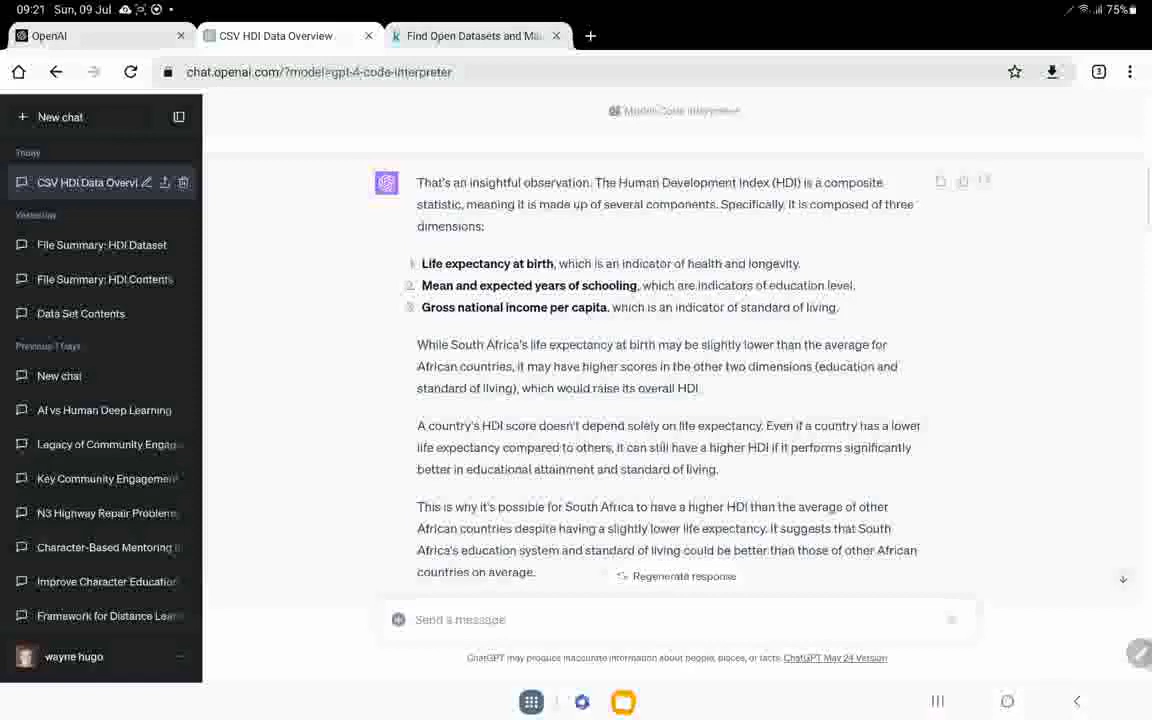 09:21 Sun, 09 Jul 75%
OpenAI
CSV HDI Data Overview
Find Open Datasets and Ma
chat.openai.com/?model=gpt-4-code-interpreter
3
New chat
Model: Code Interpreter
Today
CSV HDI Data Overvi
Yesterday
File Summary: HDI Dataset
File Summary: HDI Contents
Data Set Contents
Previous 7 Days
New chat
AI vs Human Deep Learning
Legacy of Community Engag
Key Community Engagement
N3 Highway Repair Problems
Character-Based Mentoring
Improve Character Education
Framework for Distance Lear
wayne hugo
That's an insightful observation. The Human Development Index (HDI) is a composite
statistic, meaning it is made up of several components. Specifically, it is composed of three
dimensions:
1. Life expectancy at birth, which is an indicator of health and longevity.
2. Mean and expected years of schooling, which are indicators of education level.
3. Gross national income per capita, which is an indicator of standard of living.
While South Africa's life expectancy at birth may be slightly lower than the average for
African countries, it may have higher scores in the other two dimensions (education and
standard of living), which would raise its overall HDI.
A country's HDI score doesn't depend solely on life expectancy. Even if a country has a lower
life expectancy compared to others, it can still have a higher HDI if it performs significantly
better in educational attainment and standard of living.
This is why it's possible for South Africa to have a higher HDI than the average of other
African countries despite having a slightly lower life expectancy. It suggests that South
Africa's education system and standard of living could be better than those of other African
countries on average.
Regenerate response
Send a message
ChatGPT may produce inaccurate information about people, places, or facts. ChatGPT May 24 Version